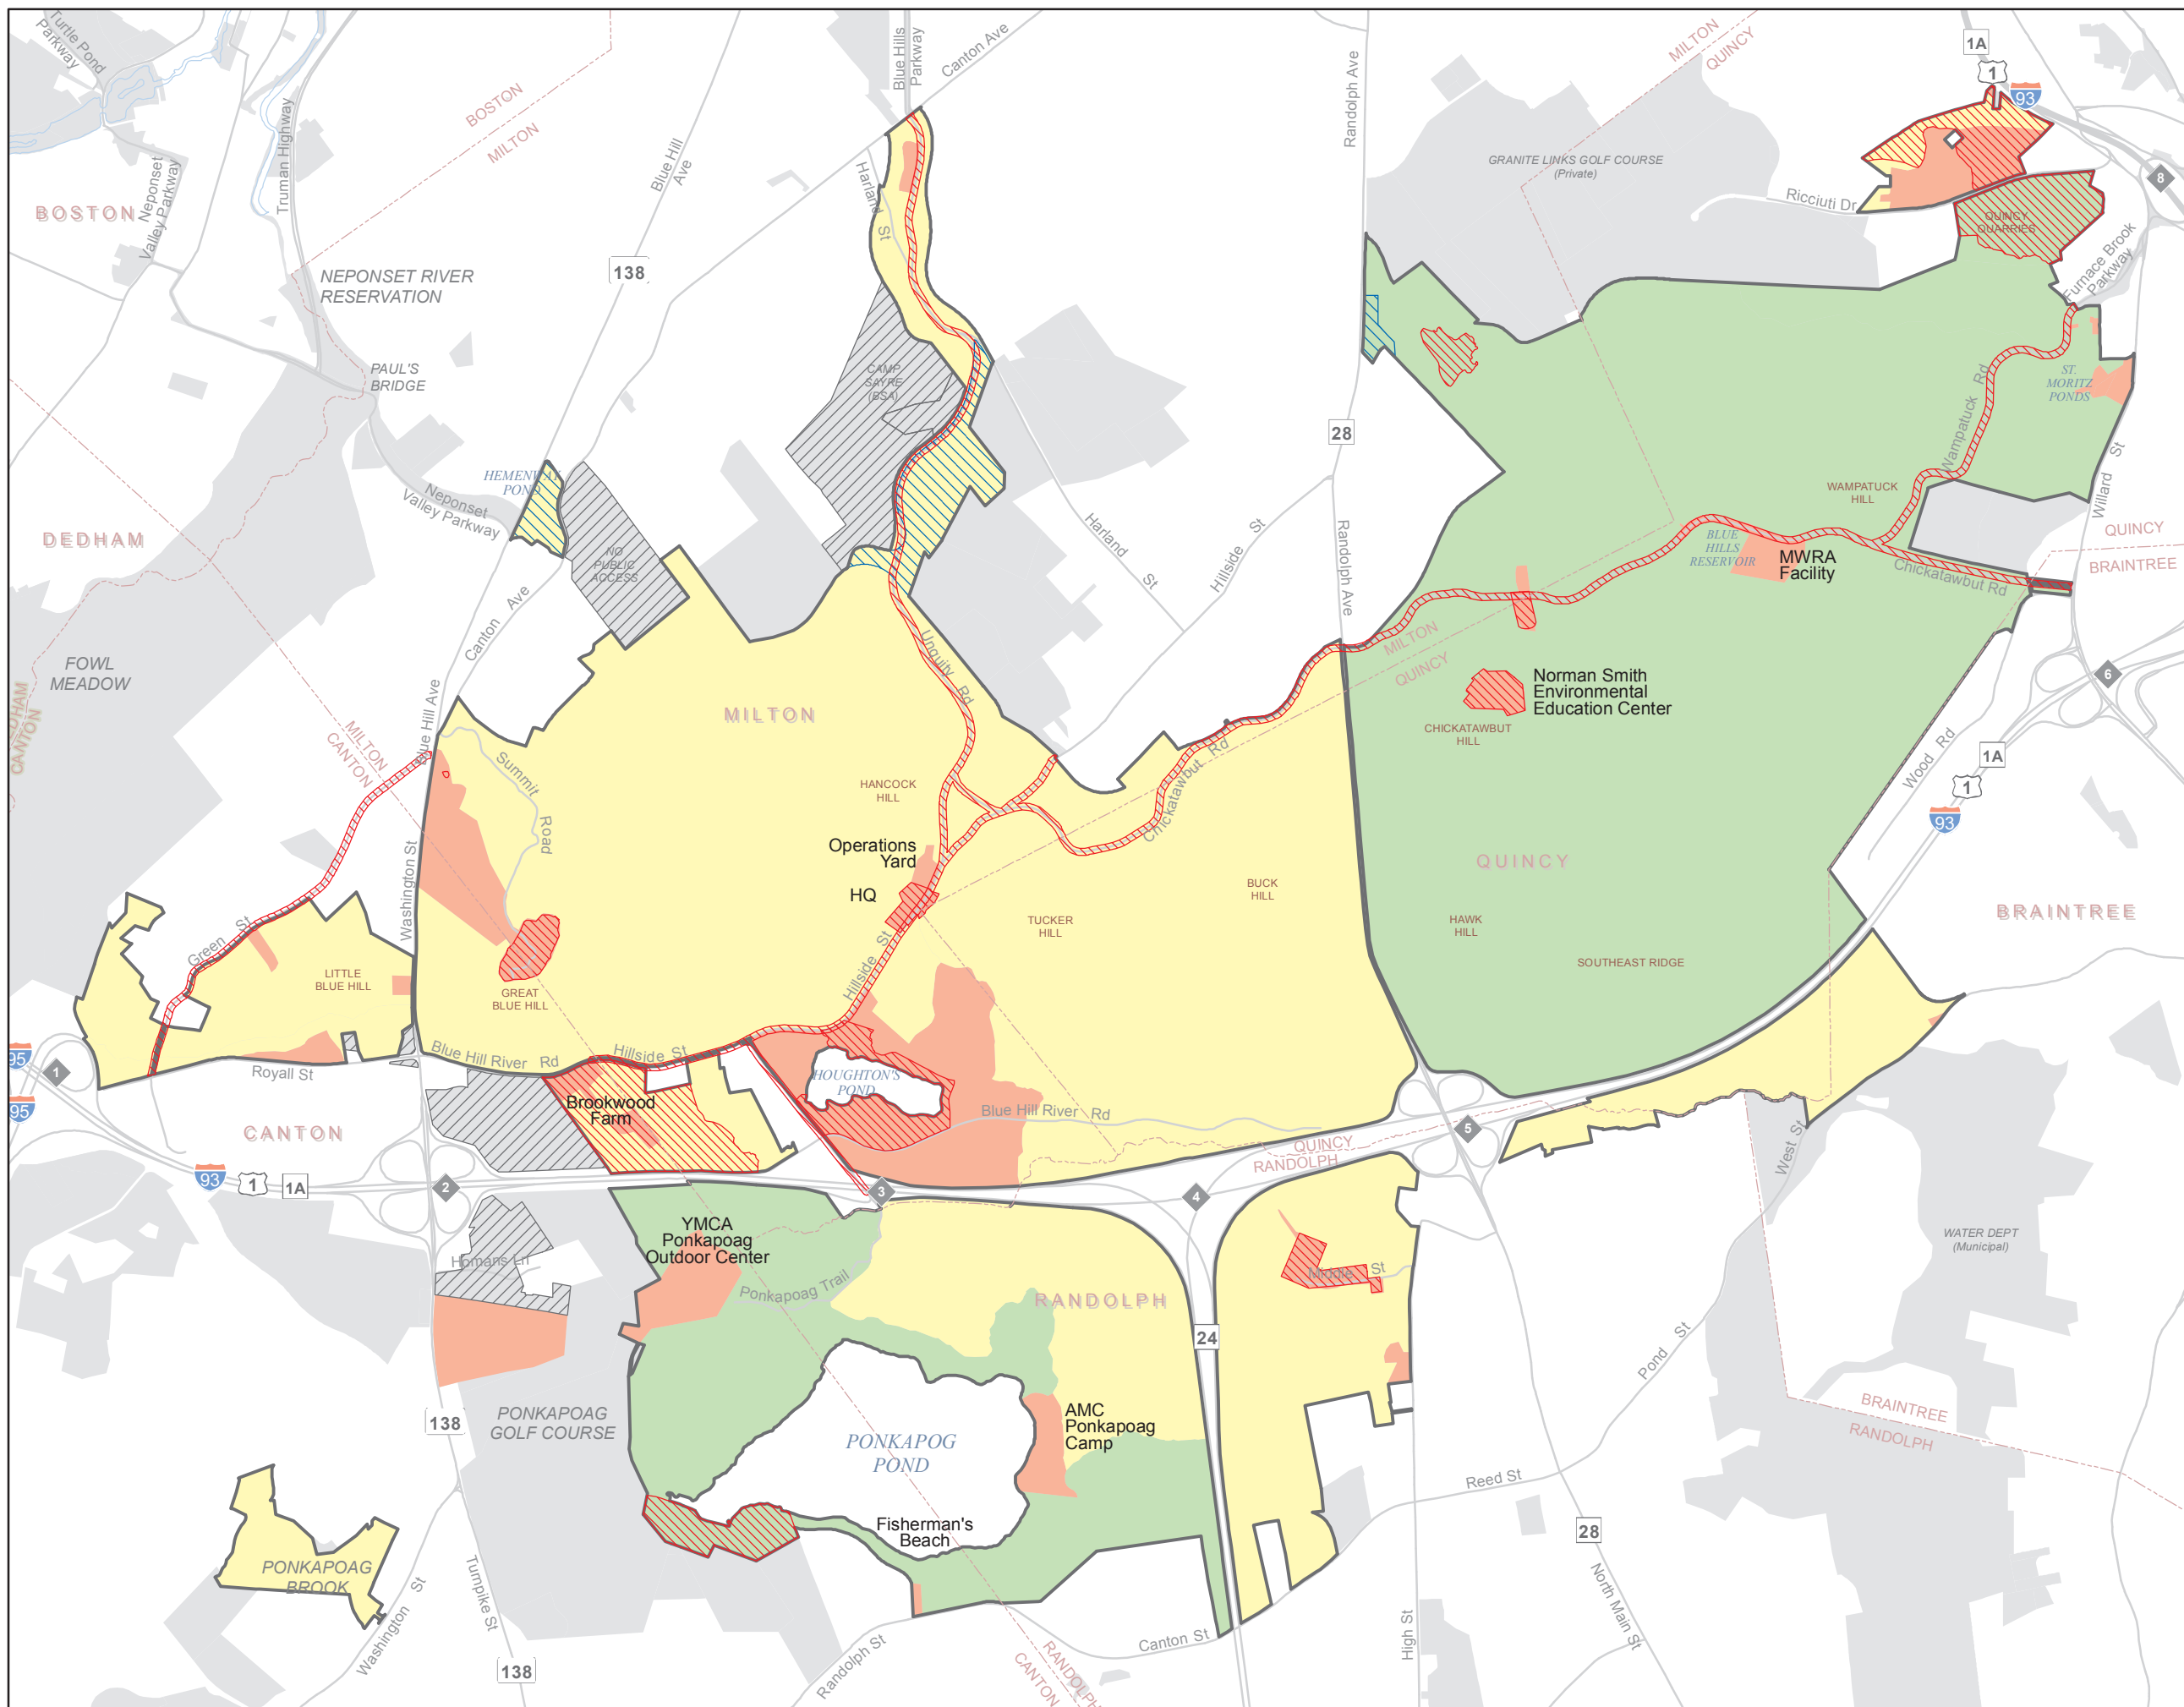 Turtle Pond
Parkway
Truman Highway
Neponset
Valley Parkway
BOSTON
BOSTON
MILTON
Blue Hill
Ave
Blue Hills
Parkway
Canton Ave
Harland St
Randolph Ave
MILTON
QUINCY
1A
1
93
8
GRANITE LINKS GOLF COURSE
(Private)
Ricciuti Dr
QUINCY
QUARRIES
Furnace Brook
Parkway
NEPONSET RIVER
RESERVATION
138
PAUL'S
BRIDGE
CAMP
SAYRE
(BSA)
28
ST.
MORITZ
PONDS
Wampatuck Rd
Willard St
HEMENWAY
POND
Neponset
Valley Parkway
NO
PUBLIC
ACCESS
Harland St
Hillside St
Randolph Ave
WAMPATUCK
HILL
BLUE
HILLS
RESERVOIR
MWRA
Facility
Chickatawbut Rd
QUINCY
BRAINTREE
DEDHAM
FOWL
MEADOW
DEDHAM
CANTON
Canton Ave
Blue Hill Ave
MILTON
CANTON
MILTON
Unquity Rd
MILTON
QUINCY
Norman Smith
Environmental
Education Center
CHICKATAWBUT
HILL
6
Wood Rd
1A
1
93
Summit
Road
HANCOCK
HILL
Chickatawbut Rd
Operations
Yard
HQ
QUINCY
BUCK
HILL
TUCKER
HILL
HAWK
HILL
SOUTHEAST RIDGE
BRAINTREE
Washington St
Green St
LITTLE
BLUE HILL
GREAT
BLUE HILL
Hillside St
95
1
95
Royall St
Blue Hill River Rd
Hillside St
HOUGHTON'S
POND
Blue Hill River Rd
Brookwood
Farm
CANTON
93
1
1A
2
3
4
5
QUINCY
RANDOLPH
West St
YMCA
Ponkapoag
Outdoor Center
Ponkapoag Trail
Homans Ln
RANDOLPH
Middle St
24
WATER DEPT
(Municipal)
Pond St
138
PONKAPOAG
GOLF COURSE
PONKAPOG
POND
AMC
Ponkapoag
Camp
BRAINTREE
RANDOLPH
Reed St
28
Fisherman's
Beach
PONKAPOAG
BROOK
Washington St
Turnpike St
138
Randolph St
RANDOLPH
CANTON
Canton St
High St
North Main St
RANDOLPH